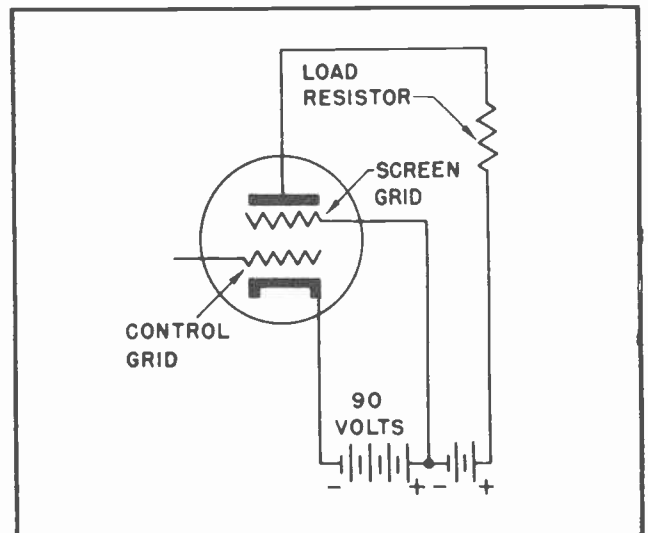 LOAD
RESISTOR
SCREEN
GRID
CONTROL
GRID
90
VOLTS
- + - +